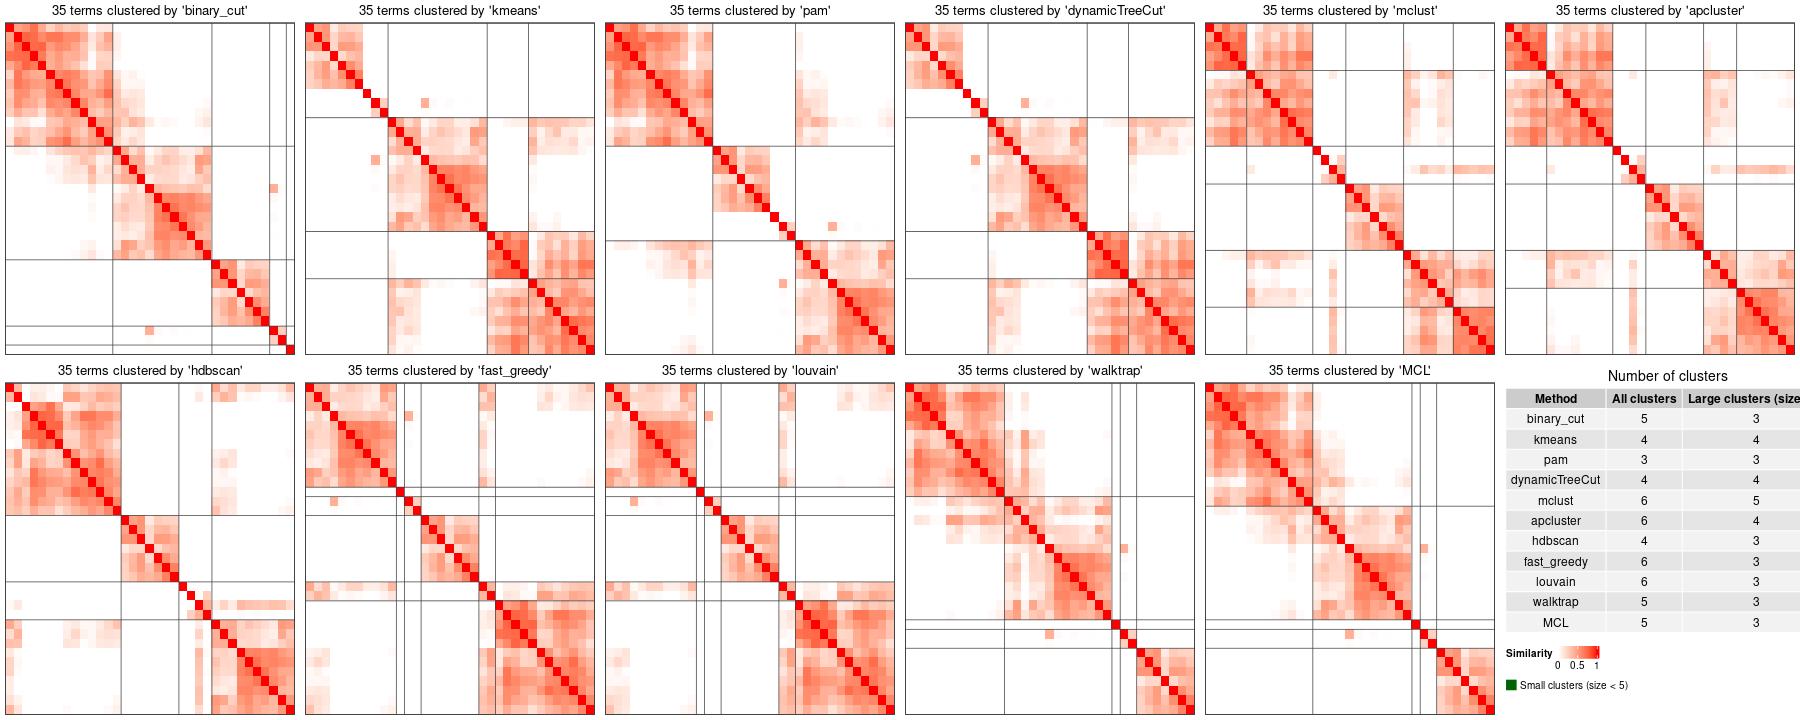 35 terms clustered by 'binary_cut'
35 terms clustered by 'kmeans'
35 terms clustered by 'pam'
35 terms clustered by 'dynamicTreeCut'
35 terms clustered by 'mclust'
35 terms clustered by 'apcluster'
35 terms clustered by 'hdbscan'
35 terms clustered by 'fast_greedy'
35 terms clustered by 'louvain'
35 terms clustered by 'walktrap'
35 terms clustered by 'MCL'
Number of clusters
Method All clusters Large clusters (size
binary_cut 5 3
kmeans 4 4
pam 3 3
dynamicTreeCut 4 4
mclust 6 5
apcluster 6 4
hdbscan 4 3
fast_greedy 6 3
louvain 6 3
walktrap 5 3
MCL 5 3
Similarity
0 0.5 1
Small clusters (size < 5)